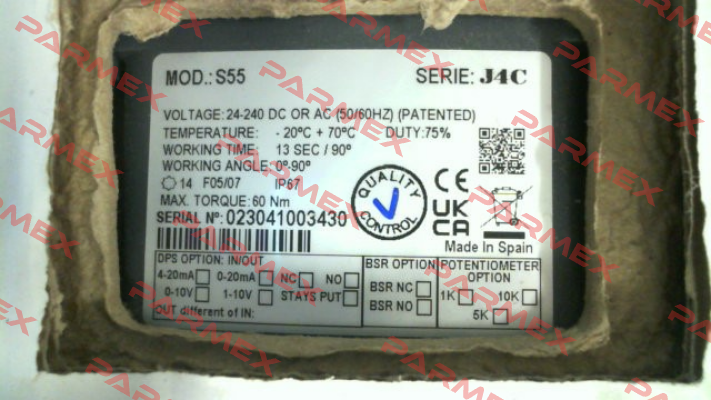 MOD.: S55 SERIE: J4C
VOLTAGE: 24-240 DC OR AC (50/60HZ) (PATENTED)
TEMPERATURE: - 20ºC + 70ºC DUTY:75%
WORKING TIME: 13 SEC / 90º
WORKING ANGLE: 0º-90º
14 F05/07 IP67
MAX. TORQUE: 60 Nm
SERIAL Nº: 023041003430
QUALITY CONTROL
CE
UK
CA
Made In Spain
DPS OPTION: IN/OUT
4-20mA 0-20mA NC NO
0-10V 1-10V STAYS PUT
OUT different of IN:
BSR OPTION
BSR NC
BSR NO
POTENTIOMETER
OPTION
1K 10K
5K
PARMEX